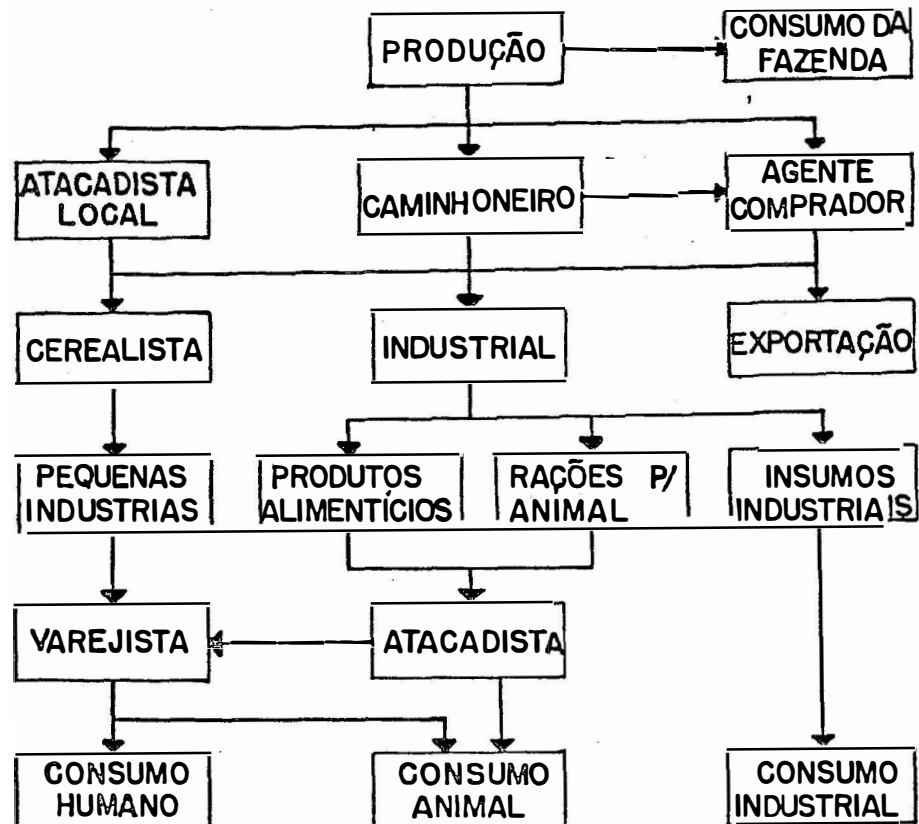 PRODUÇÃO
CONSUMO DA
FAZENDA
ATACADISTA
LOCAL
CAMINHONEIRO
AGENTE
COMPRADOR
CEREALISTA
INDUSTRIAL
EXPORTAÇÃO
PEQUENAS
INDUSTRIAS
PRODUTOS
ALIMENTÍCIOS
RAÇÕES P/
ANIMAL
INSUMOS
INDUSTRIAIS
VAREJISTA
ATACADISTA
CONSUMO
HUMANO
CONSUMO
ANIMAL
CONSUMO
INDUSTRIAL